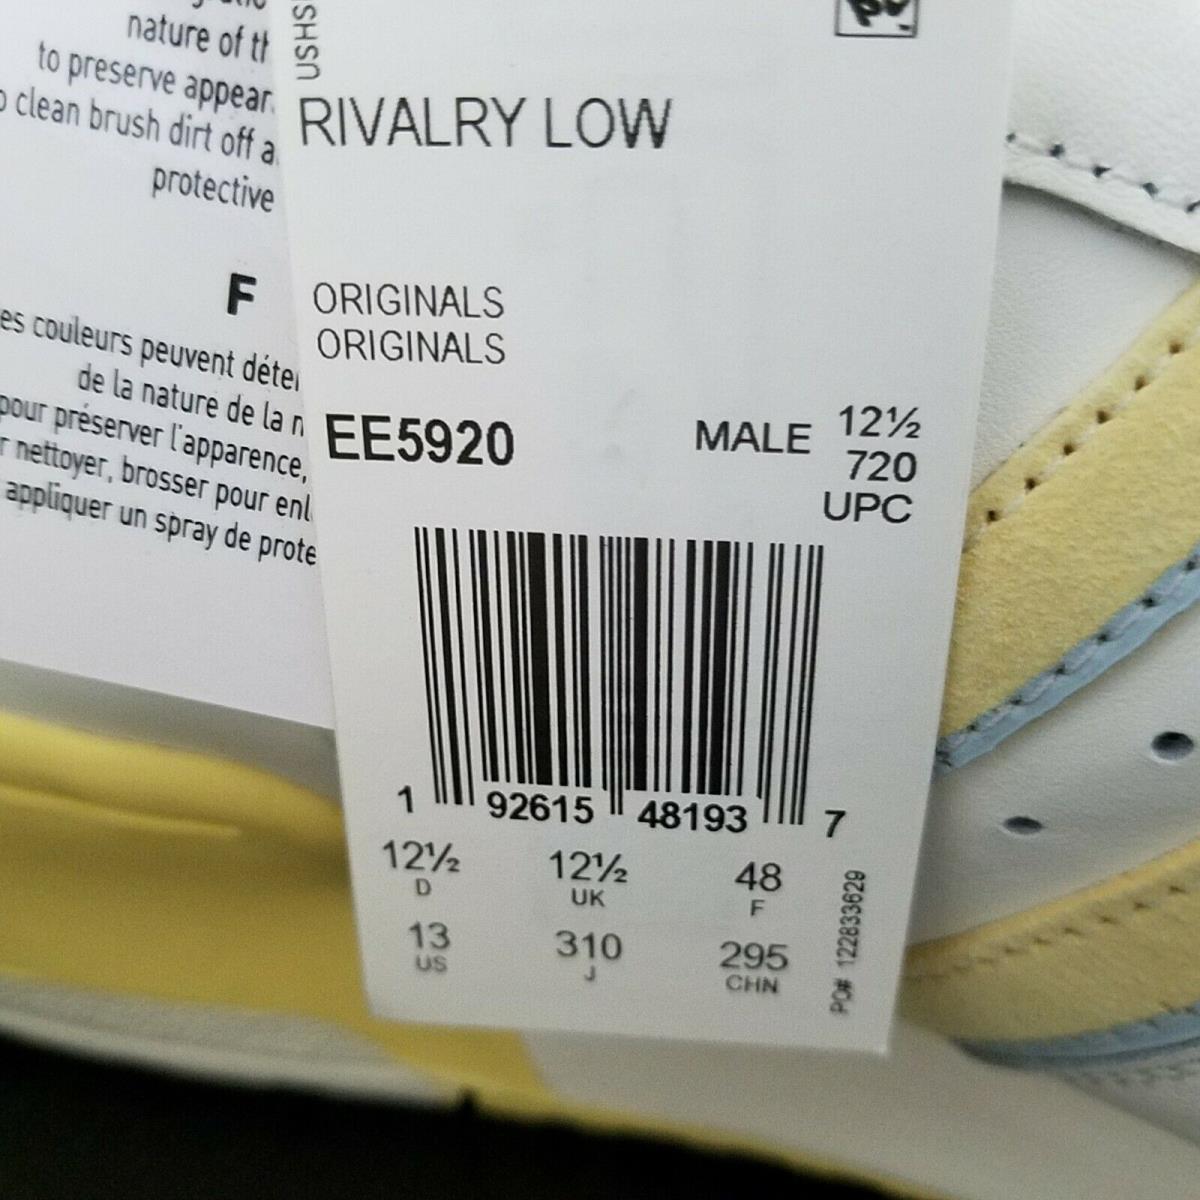 nature of th
to preserve appear
clean brush dirt off a
protective
F
es couleurs peuvent déter
de la nature de la n
pour préserver l'apparence,
r nettoyer, brosser pour enl
appliquer un spray de prote
USHS
RIVALRY LOW
ORIGINALS
ORIGINALS
EE5920
MALE 12½
720
UPC
1 92615 48193 7
12½ 12½ 48
D UK F
13 310 295
US J CHN
PO# 122833629